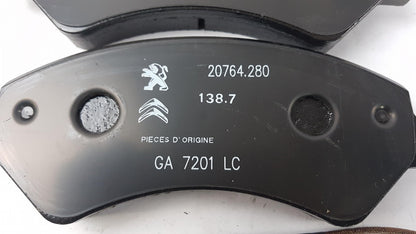 20764.280
138.7
PIECES D'ORIGINE
GA 7201 LC